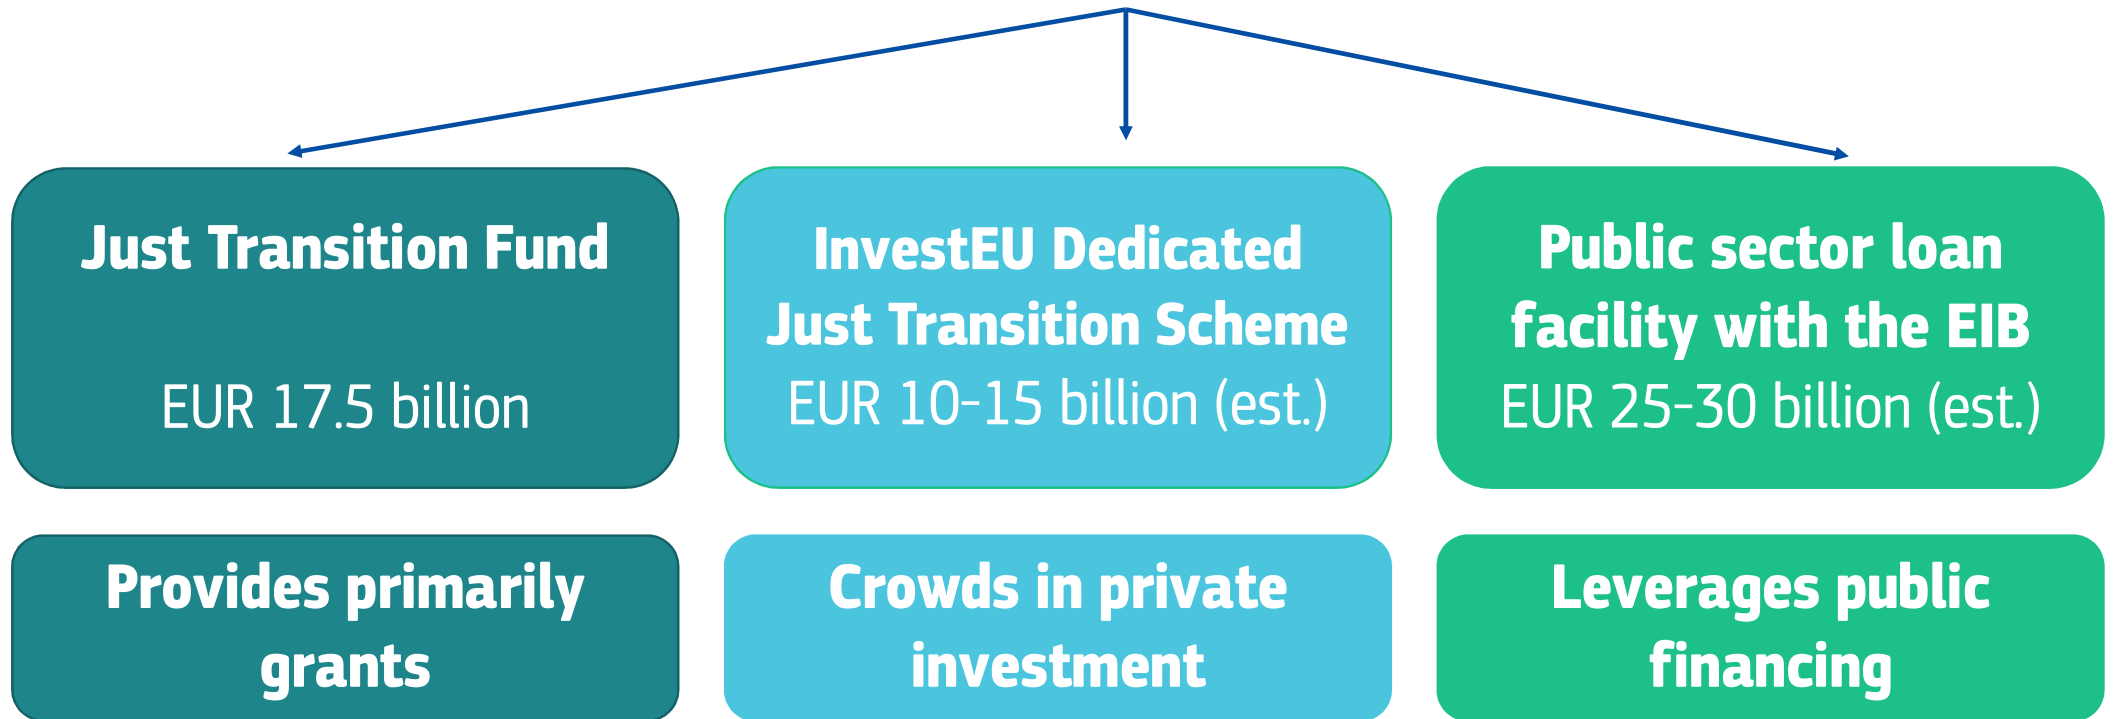 Just Transition Fund
EUR 17.5 billion
InvestEU Dedicated
Just Transition Scheme
EUR 10-15 billion (est.)
Public sector loan
facility with the EIB
EUR 25-30 billion (est.)
Provides primarily
grants
Crowds in private
investment
Leverages public
financing